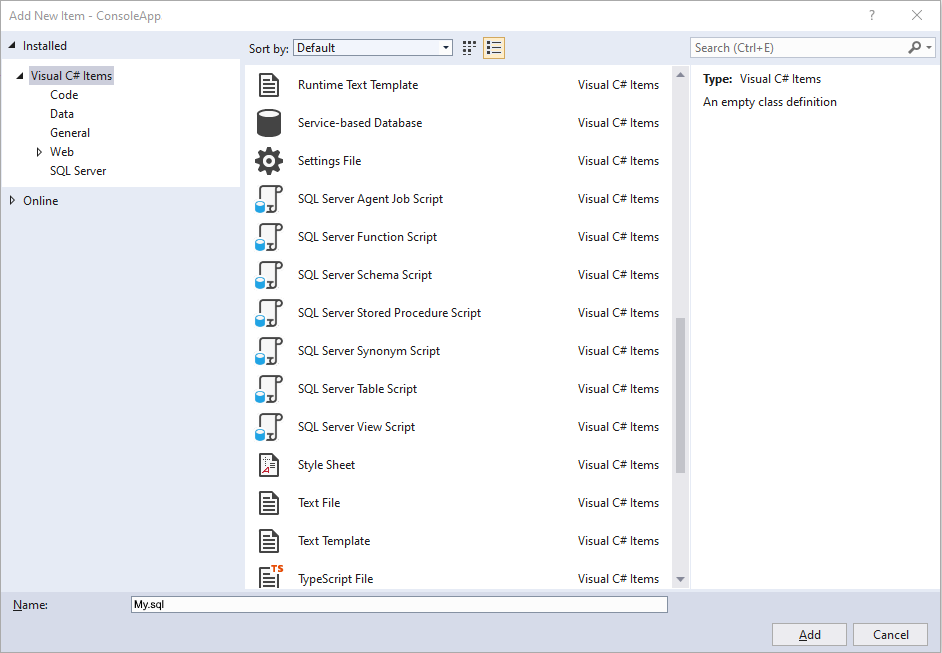 Add New Item - ConsoleApp
?
Installed
Sort by: Default
Search (Ctrl+E)
Visual C# Items
Code
Data
General
Web
SQL Server
Online
Runtime Text Template Visual C# Items
Service-based Database Visual C# Items
Settings File Visual C# Items
SQL Server Agent Job Script Visual C# Items
SQL Server Function Script Visual C# Items
SQL Server Schema Script Visual C# Items
SQL Server Stored Procedure Script Visual C# Items
SQL Server Synonym Script Visual C# Items
SQL Server Table Script Visual C# Items
SQL Server View Script Visual C# Items
A
Style Sheet Visual C# Items
Text File Visual C# Items
Text Template Visual C# Items
TS
TypeScript File Visual C# Items
Type: Visual C# Items
An empty class definition
Name: My.sql
Add
Cancel